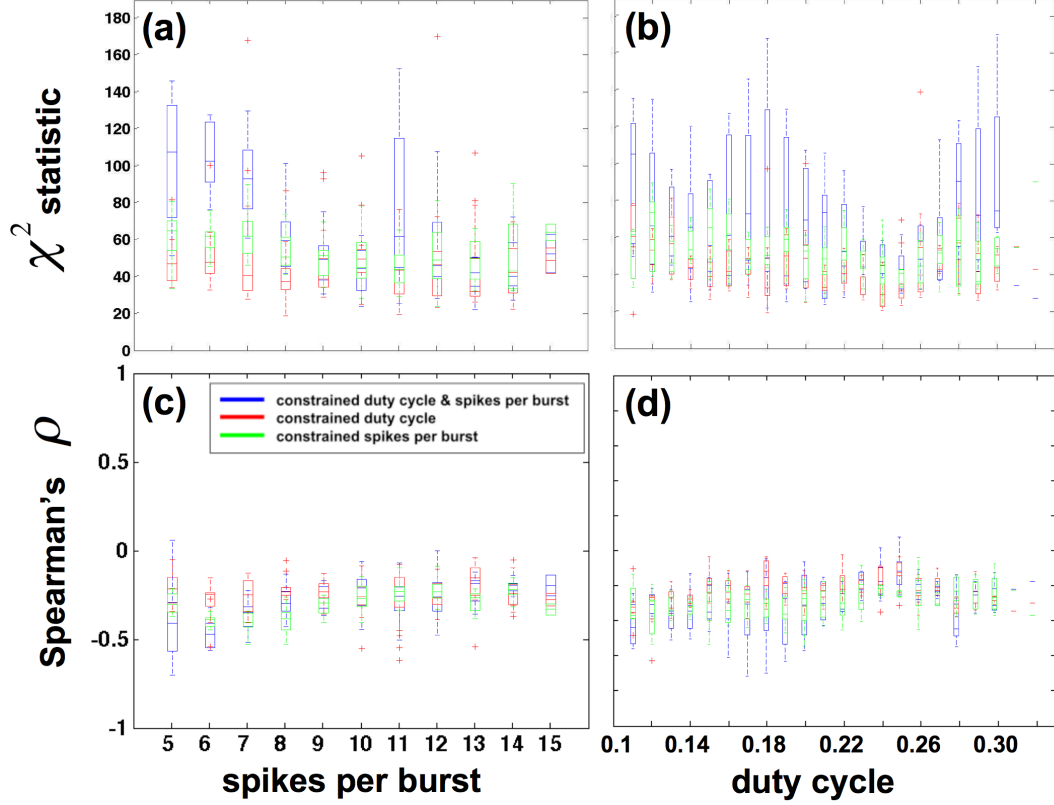 (a)
(b)
χ² statistic
180
160
140
120
100
80
60
40
20
0
(c)
(d)
constrained duty cycle & spikes per burst
constrained duty cycle
constrained spikes per burst
Spearman's ρ
1
0.5
0
-0.5
-1
5 6 7 8 9 10 11 12 13 14 15
0.1 0.14 0.18 0.22 0.26 0.30
spikes per burst
duty cycle